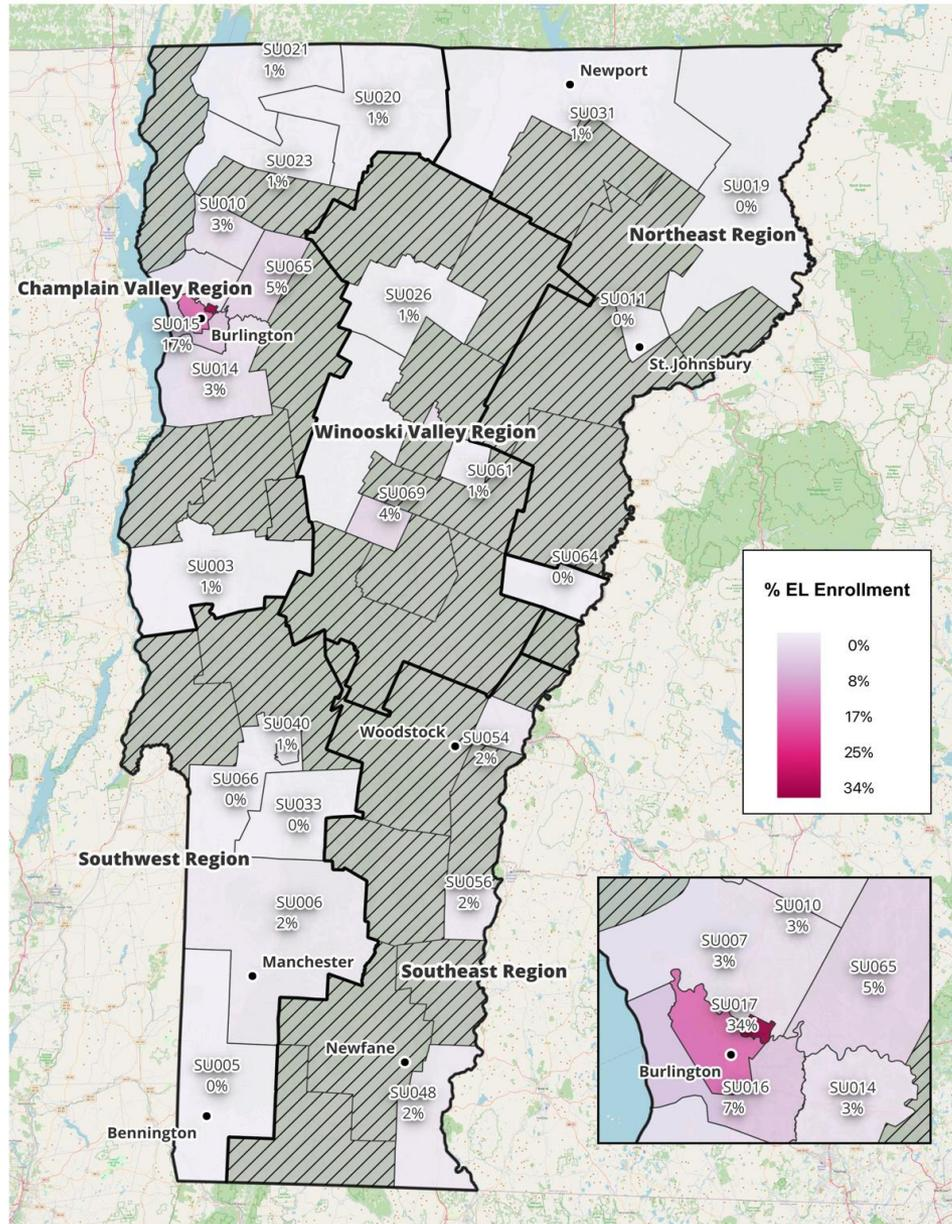 SU021
1%
Newport
SU020
1%
SU031
1%
SU023
1%
SU019
0%
SU010
3%
Northeast Region
SU065
5%
Champlain Valley Region
SU026
1%
SU011
0%
SU015
17%
Burlington
St. Johnsbury
SU014
3%
Winooski Valley Region
SU061
1%
SU069
4%
SU064
0%
SU003
1%
% EL Enrollment
0%
8%
17%
25%
34%
SU040
1%
Woodstock
SU054
2%
SU066
0%
SU033
0%
Southwest Region
SU056
2%
SU006
2%
Manchester
Southeast Region
Newfane
SU005
0%
SU048
2%
Bennington
SU010
3%
SU007
3%
SU065
5%
SU017
34%
Burlington
SU016
7%
SU014
3%